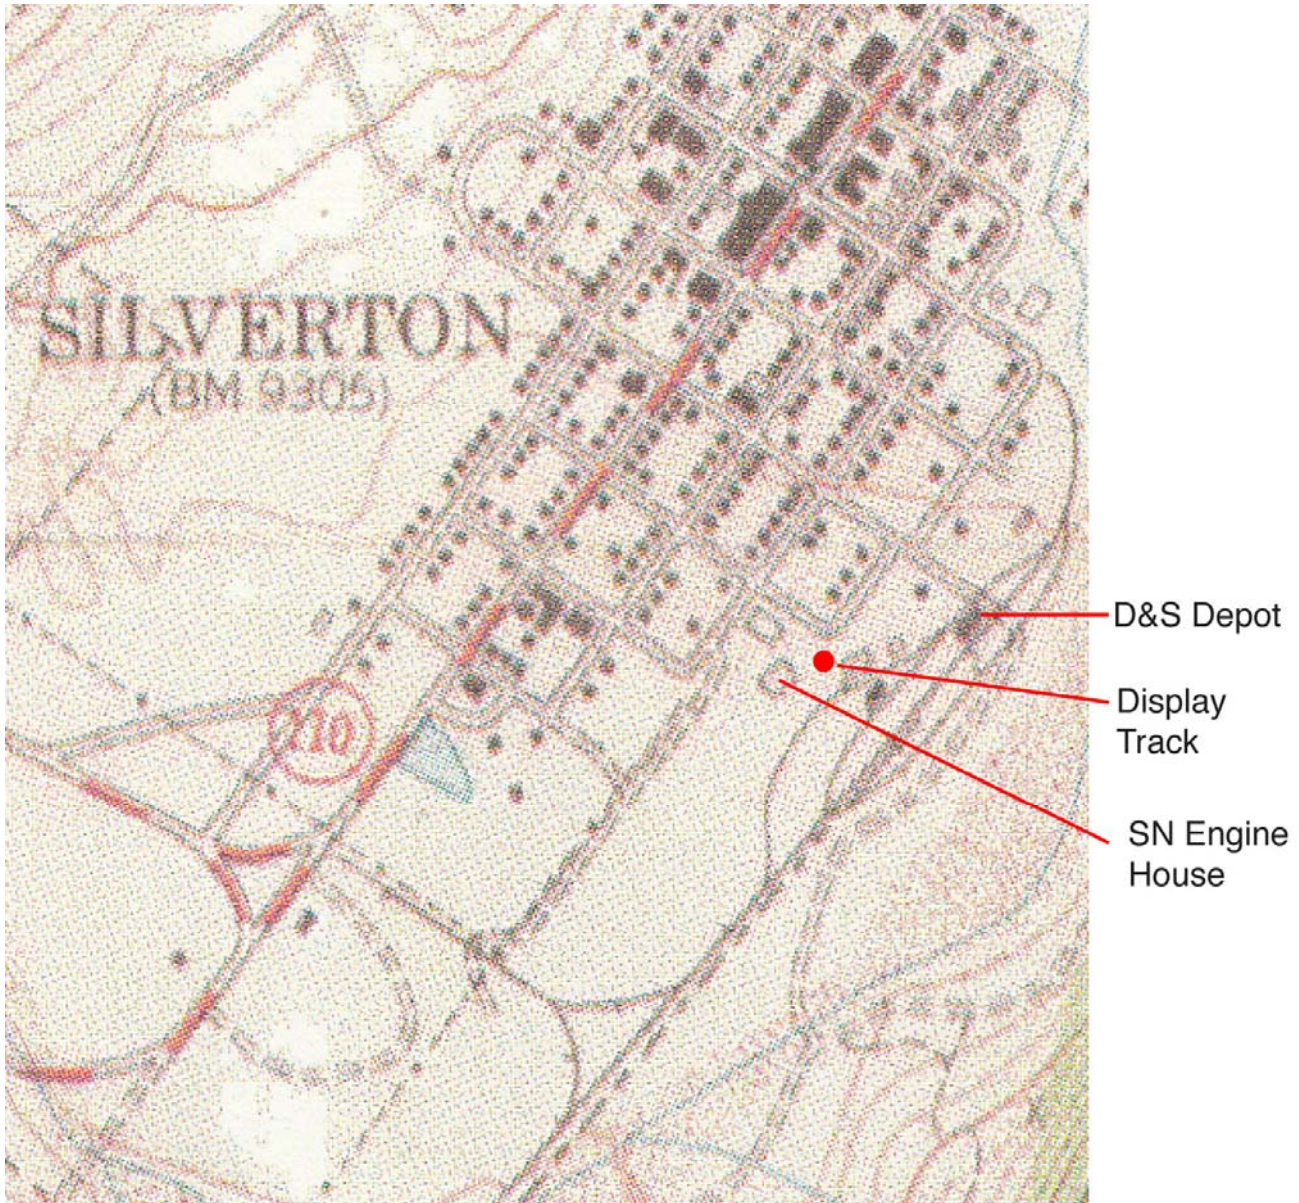 SILVERTON
(BM 9305)
110
D&S Depot
Display
Track
SN Engine
House